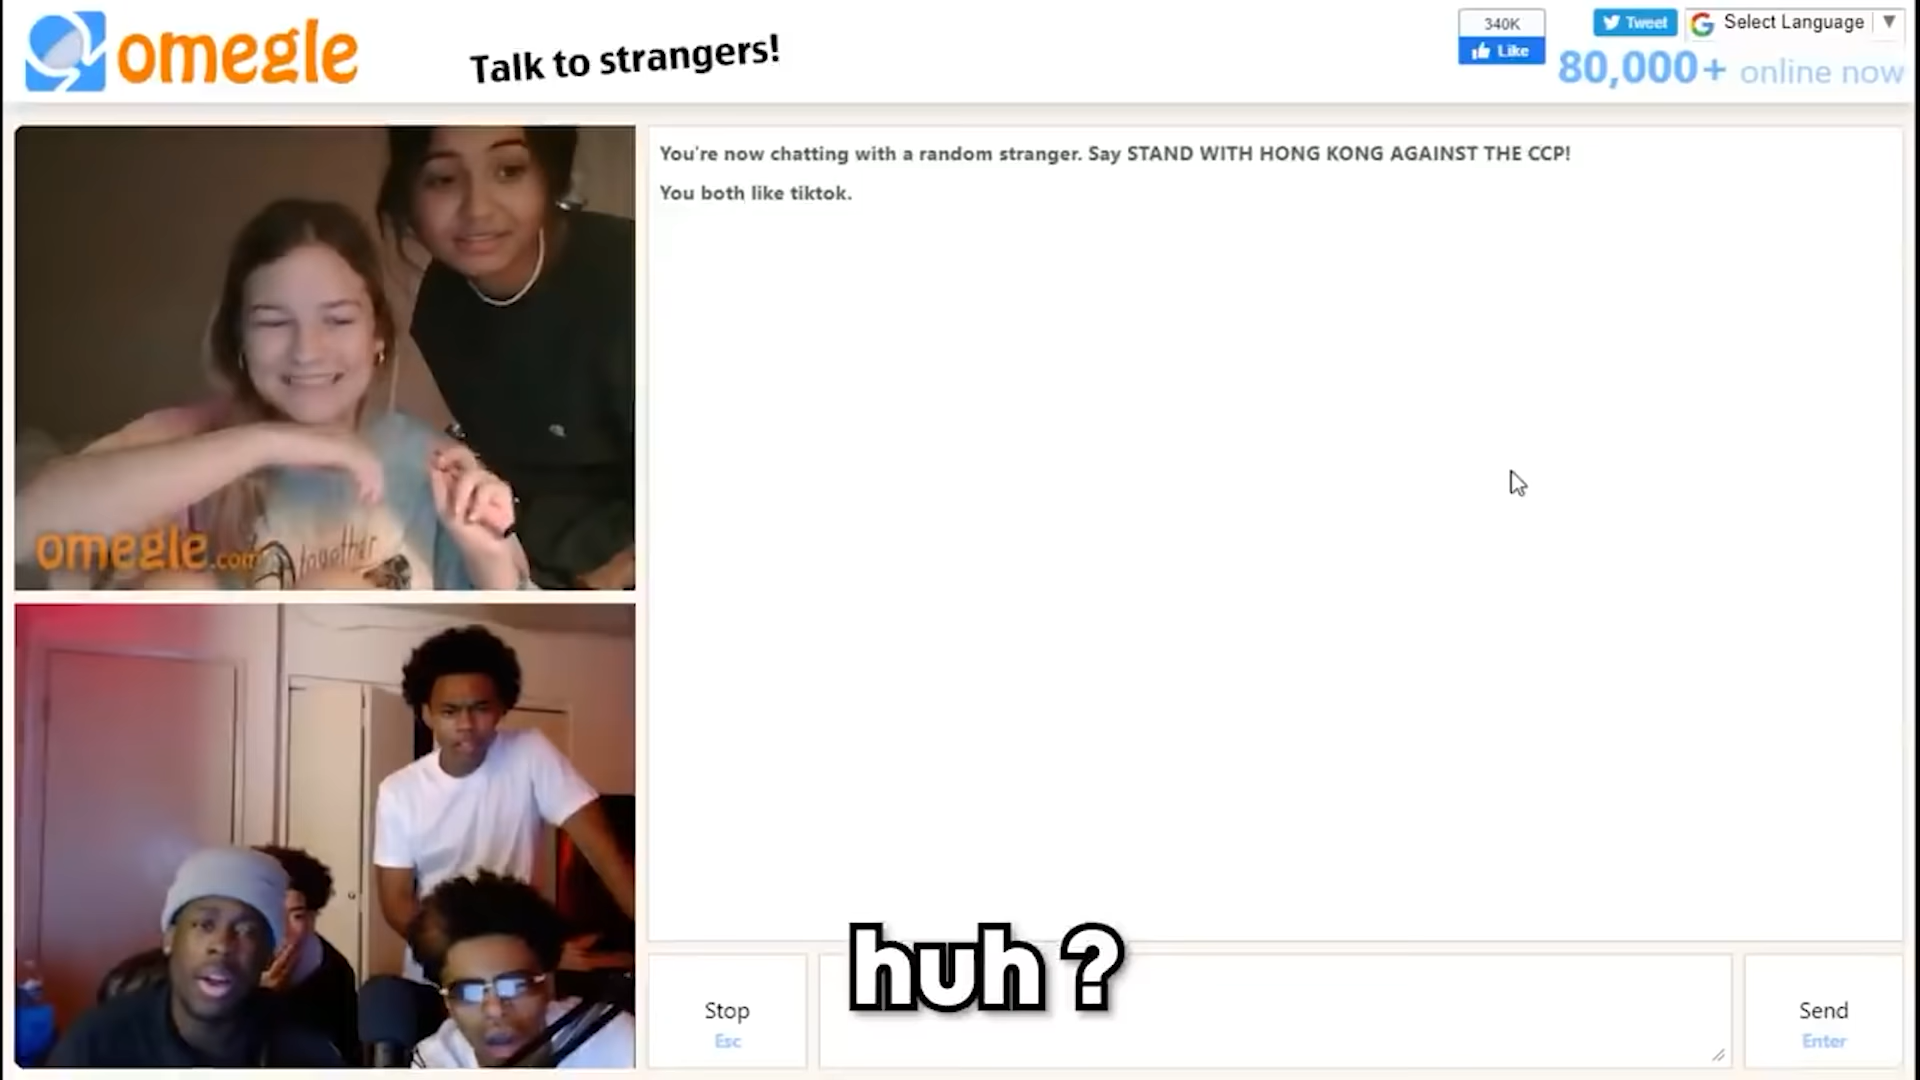 omegle
Talk to strangers!
340K
Like
Tweet
Select Language
80,000+ online now
You're now chatting with a random stranger. Say STAND WITH HONG KONG AGAINST THE CCP!
You both like tiktok.
omegle.com
together
huh ?
Stop
Esc
Send
Enter